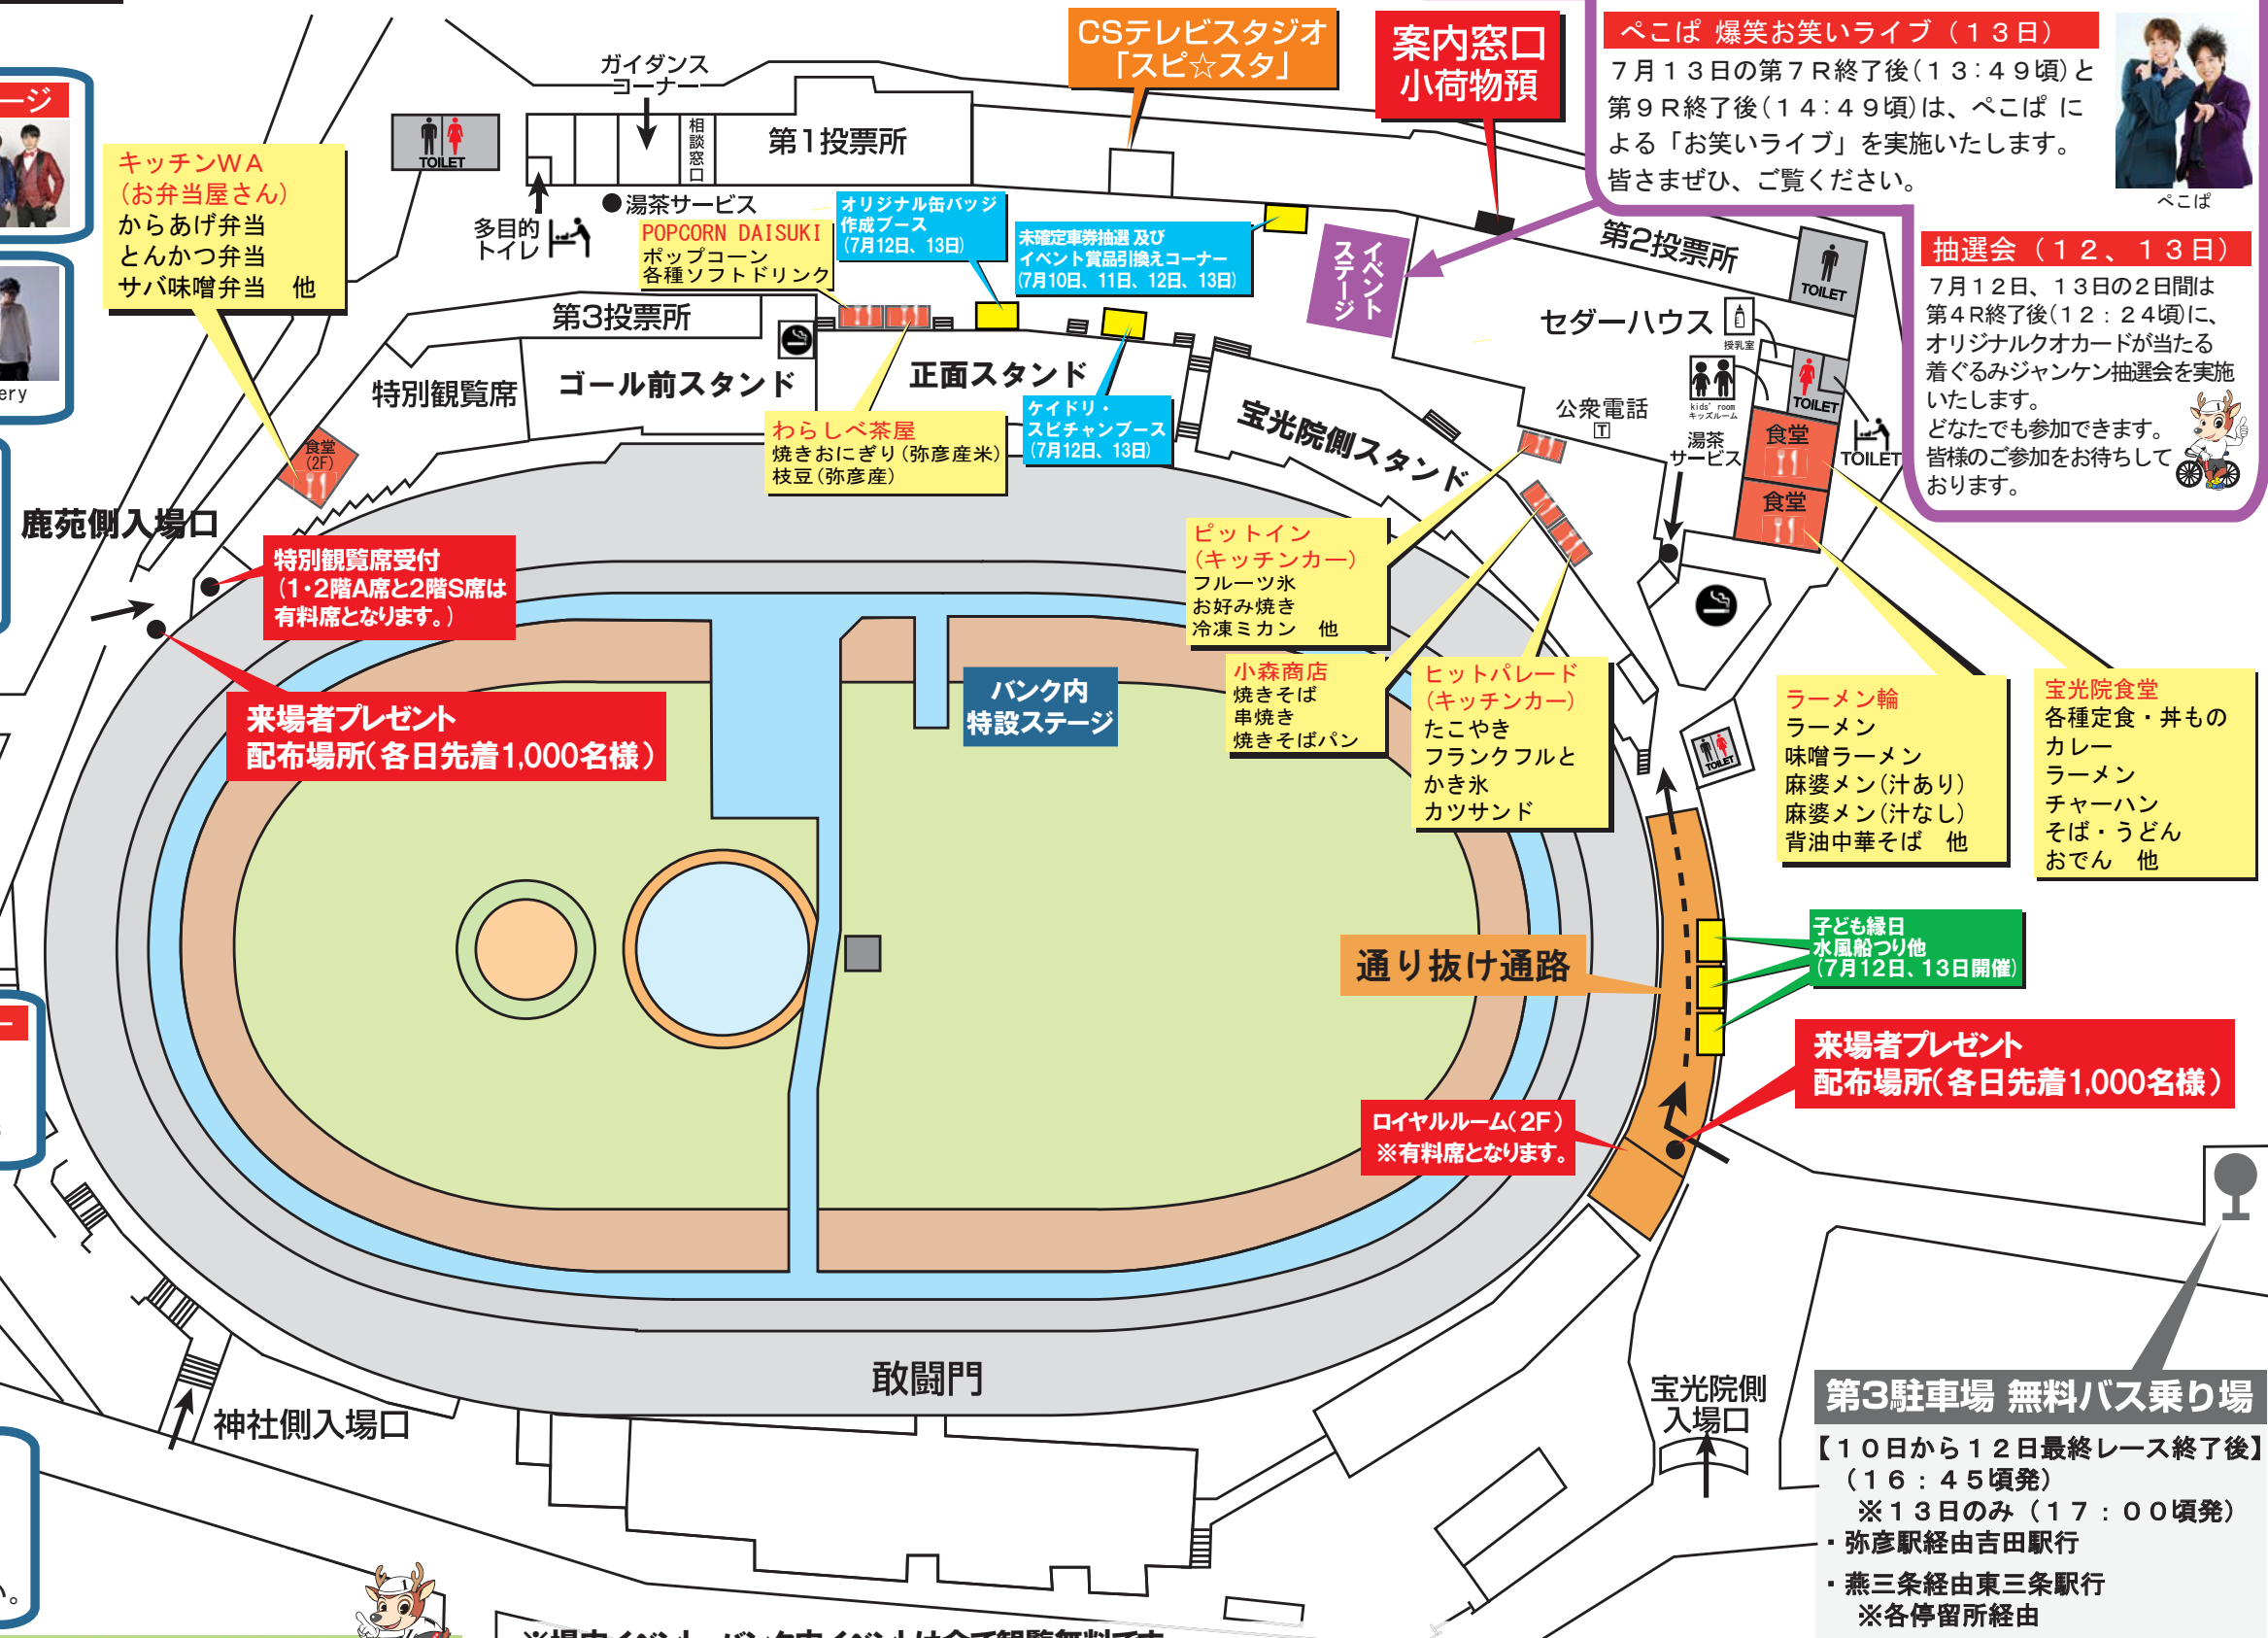 ージ
ery
ー
。
キッチンWA
(お弁当屋さん)
からあげ弁当
とんかつ弁当
サバ味噌弁当　他
TOILET
ガイダンス
コーナー
相談窓口
第1投票所
多目的
トイレ
湯茶サービス
POPCORN DAISUKI
ポップコーン
各種ソフトドリンク
オリジナル缶バッジ
作成ブース
(7月12日、13日)
CSテレビスタジオ
「スピ☆スタ」
案内窓口
小荷物預
未確定車券抽選 及び
イベント賞品引換えコーナー
(7月10日、11日、12日、13日)
イベント
ステージ
ぺこぱ 爆笑お笑いライブ（１３日）
７月１３日の第７Ｒ終了後(１３：４９頃)と
第９Ｒ終了後(１４：４９頃)は、ぺこぱ に
よる「お笑いライブ」を実施いたします。
皆さまぜひ、ご覧ください。
ぺこぱ
抽選会（１２、１３日）
７月１２日、１３日の２日間は
第４Ｒ終了後(１２：２４頃)に、
オリジナルクオカードが当たる
着ぐるみジャンケン抽選会を実施
いたします。
どなたでも参加できます。
皆様のご参加をお待ちして
おります。
第2投票所
TOILET
セダーハウス
授乳室
kids' room
キッズルーム
TOILET
公衆電話
T
湯茶
サービス
食堂
食堂
TOILET
第3投票所
特別観覧席
ゴール前スタンド
正面スタンド
宝光院側スタンド
食堂
(2F)
わらしべ茶屋
焼きおにぎり(弥彦産米)
枝豆(弥彦産)
ケイドリ・
スピチャンブース
(7月12日、13日)
鹿苑側入場口
特別観覧席受付
(1・2階A席と2階S席は
有料席となります。)
来場者プレゼント
配布場所(各日先着1,000名様)
バンク内
特設ステージ
ピットイン
(キッチンカー)
フルーツ氷
お好み焼き
冷凍ミカン　他
小森商店
焼きそば
串焼き
焼きそばパン
ヒットパレード
(キッチンカー)
たこやき
フランクフルと
かき氷
カツサンド
TOILET
ラーメン輪
ラーメン
味噌ラーメン
麻婆メン(汁あり)
麻婆メン(汁なし)
背油中華そば　他
宝光院食堂
各種定食・丼もの
カレー
ラーメン
チャーハン
そば・うどん
おでん　他
通り抜け通路
子ども縁日
水風船つり他
(7月12日、13日開催)
来場者プレゼント
配布場所(各日先着1,000名様)
ロイヤルルーム(2F)
※有料席となります。
敢闘門
神社側入場口
宝光院側
入場口
第3駐車場 無料バス乗り場
【１０日から１２日最終レース終了後】
（１６：４５頃発）
※１３日のみ（１７：００頃発）
・弥彦駅経由吉田駅行
・燕三条経由東三条駅行
※各停留所経由
※場内イベント、バンク内イベントは全て観覧無料です